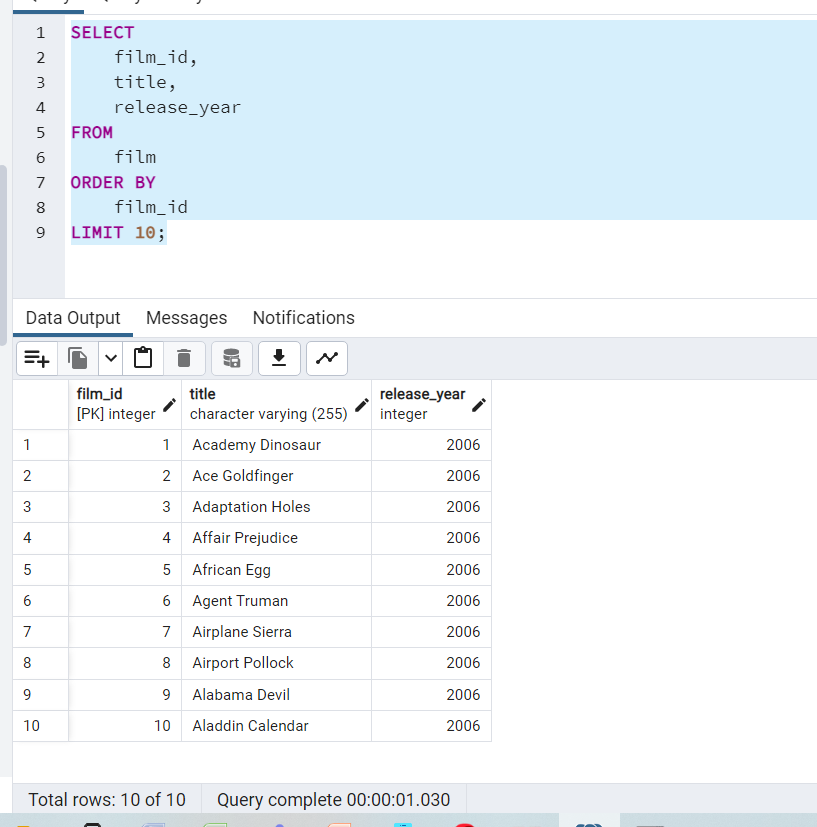 1 SELECT
2 film_id,
3 title,
4 release_year
5 FROM
6 film
7 ORDER BY
8 film_id
9 LIMIT 10;
Data Output Messages Notifications
film_id title release_year
[PK] integer character varying (255) integer
1 1 Academy Dinosaur 2006
2 2 Ace Goldfinger 2006
3 3 Adaptation Holes 2006
4 4 Affair Prejudice 2006
5 5 African Egg 2006
6 6 Agent Truman 2006
7 7 Airplane Sierra 2006
8 8 Airport Pollock 2006
9 9 Alabama Devil 2006
10 10 Aladdin Calendar 2006
Total rows: 10 of 10 Query complete 00:00:01.030